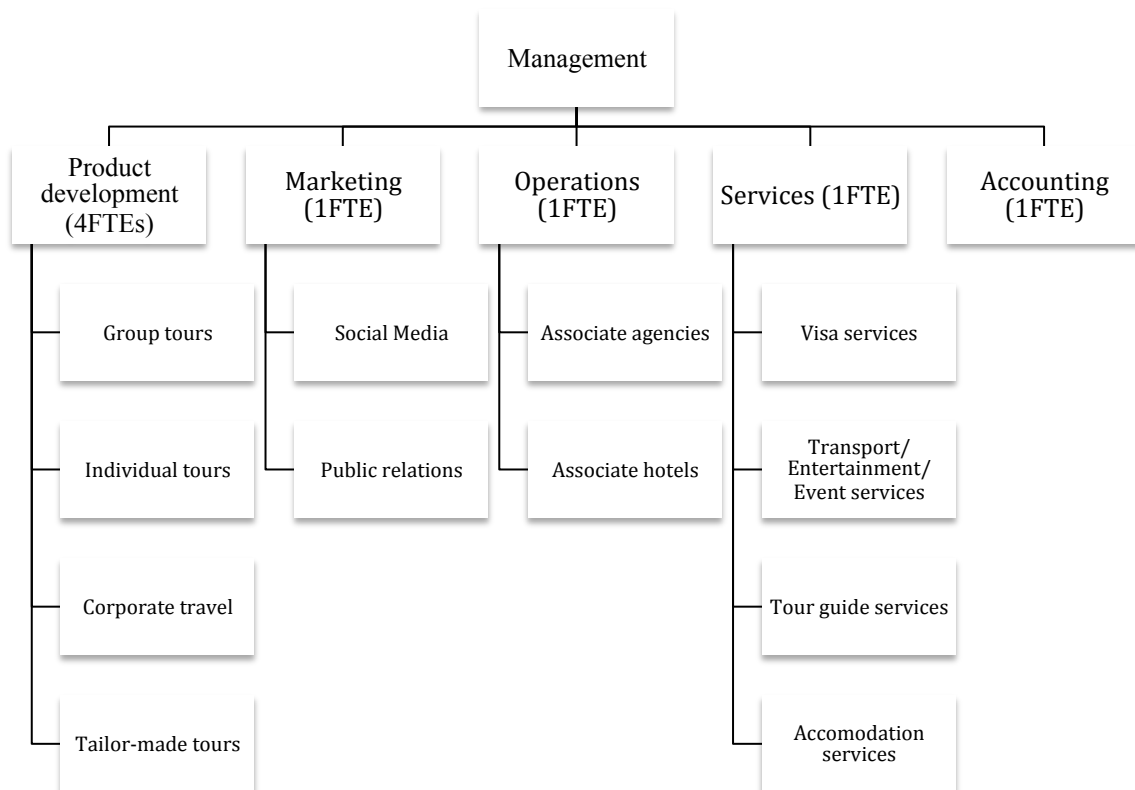 Management
Product
development
(4FTEs)
Marketing
(1FTE)
Operations
(1FTE)
Services (1FTE)
Accounting
(1FTE)
Group tours
Social Media
Associate agencies
Visa services
Individual tours
Public relations
Associate hotels
Transport/
Entertainment/
Event services
Corporate travel
Tour guide services
Tailor-made tours
Accomodation
services